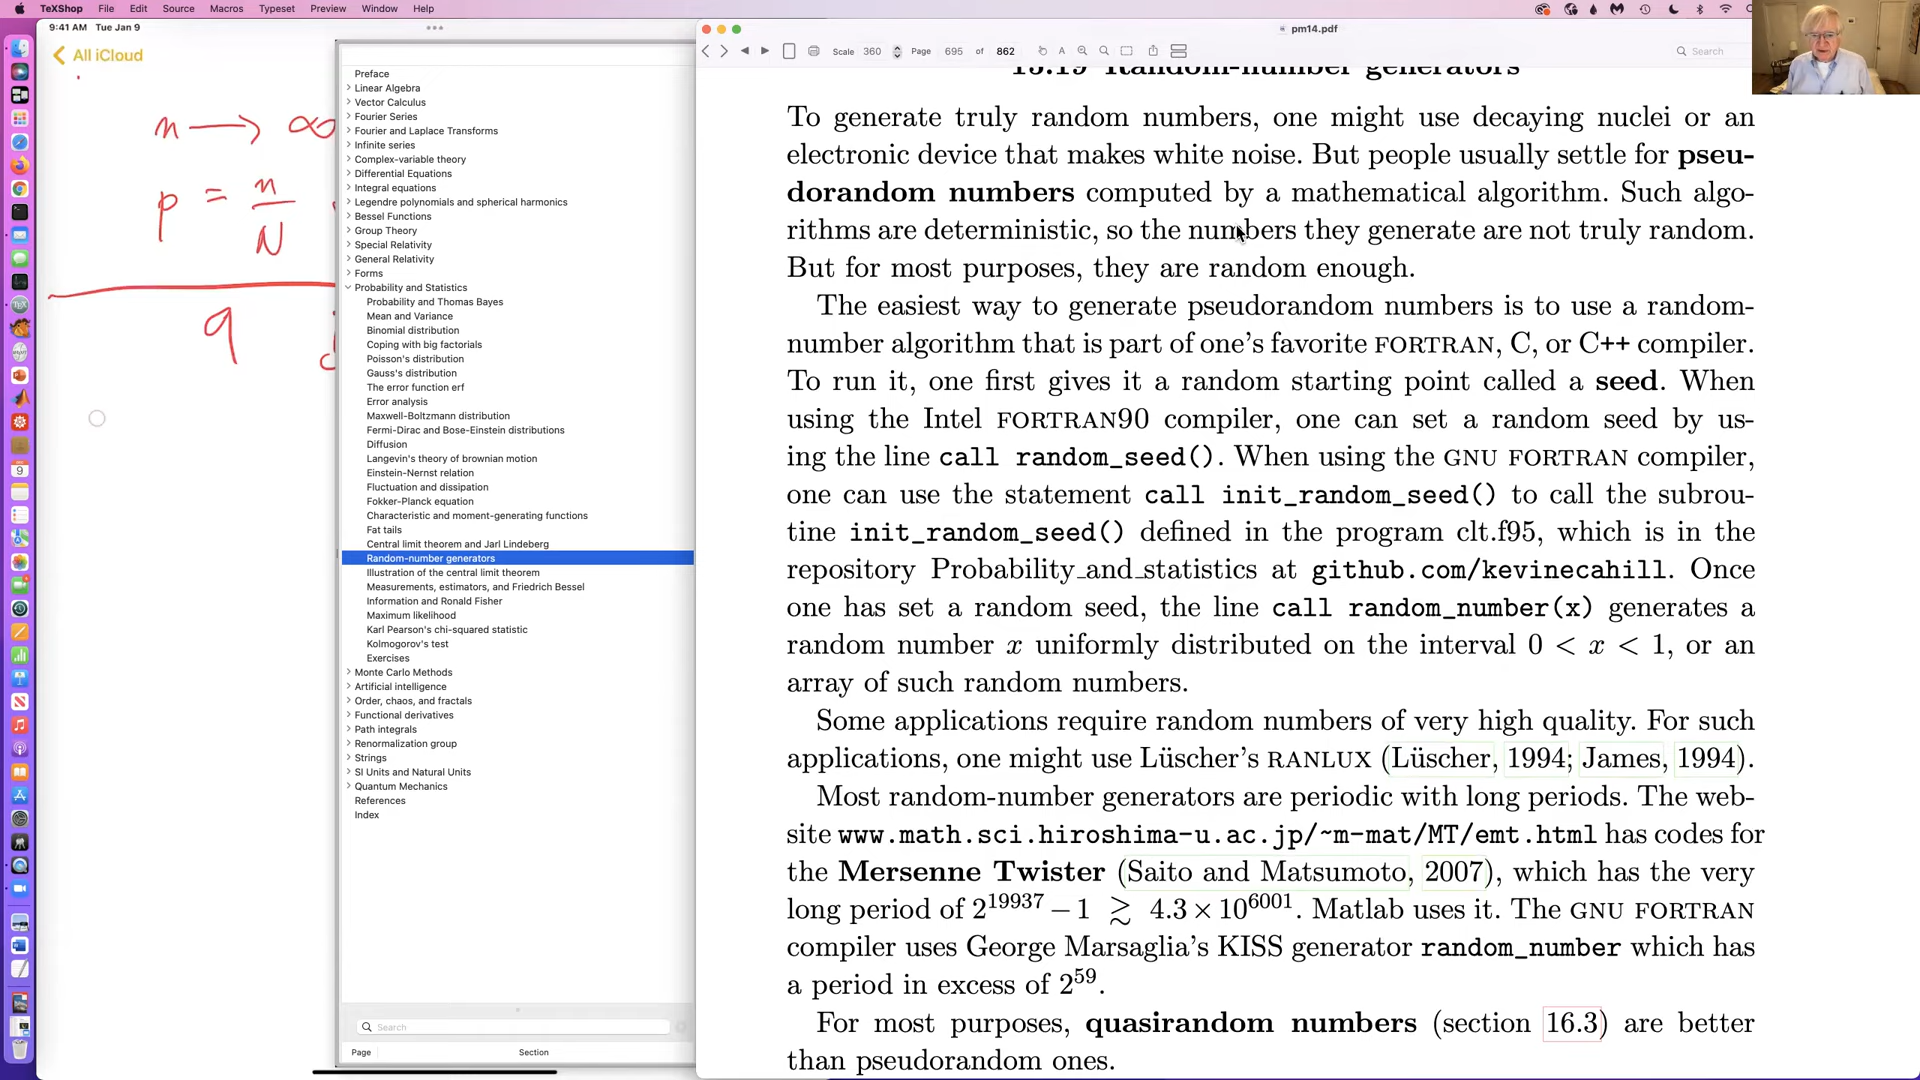 TeXShop File Edit Source Macros Typeset Preview Window Help
9:41 AM Tue Jan 9
All iCloud
n → ∞
p = n/N
9
Preface
Linear Algebra
Vector Calculus
Fourier Series
Fourier and Laplace Transforms
Infinite series
Complex-variable theory
Differential Equations
Integral equations
Legendre polynomials and spherical harmonics
Bessel Functions
Group Theory
Special Relativity
General Relativity
Forms
Probability and Statistics
Probability and Thomas Bayes
Mean and Variance
Binomial distribution
Coping with big factorials
Poisson's distribution
Gauss's distribution
The error function erf
Error analysis
Maxwell-Boltzmann distribution
Fermi-Dirac and Bose-Einstein distributions
Diffusion
Langevin's theory of brownian motion
Einstein-Nernst relation
Fluctuation and dissipation
Fokker-Planck equation
Characteristic and moment-generating functions
Fat tails
Central limit theorem and Jarl Lindeberg
Random-number generators
Illustration of the central limit theorem
Measurements, estimators, and Friedrich Bessel
Information and Ronald Fisher
Maximum likelihood
Karl Pearson's chi-squared statistic
Kolmogorov's test
Exercises
Monte Carlo Methods
Artificial intelligence
Order, chaos, and fractals
Functional derivatives
Path integrals
Renormalization group
Strings
SI Units and Natural Units
Quantum Mechanics
References
Index
Search
Page Section
pm14.pdf
Scale 360 Page 695 of 862 Search
15.19 Random-number generators
To generate truly random numbers, one might use decaying nuclei or an
electronic device that makes white noise. But people usually settle for pseu-
dorandom numbers computed by a mathematical algorithm. Such algo-
rithms are deterministic, so the numbers they generate are not truly random.
But for most purposes, they are random enough.
The easiest way to generate pseudorandom numbers is to use a random-
number algorithm that is part of one's favorite FORTRAN, C, or C++ compiler.
To run it, one first gives it a random starting point called a seed. When
using the Intel FORTRAN90 compiler, one can set a random seed by us-
ing the line call random_seed(). When using the GNU FORTRAN compiler,
one can use the statement call init_random_seed() to call the subrou-
tine init_random_seed() defined in the program clt.f95, which is in the
repository Probability_and_statistics at github.com/kevinecahill. Once
one has set a random seed, the line call random_number(x) generates a
random number x uniformly distributed on the interval 0 < x < 1, or an
array of such random numbers.
Some applications require random numbers of very high quality. For such
applications, one might use Lüscher's RANLUX (Lüscher, 1994; James, 1994).
Most random-number generators are periodic with long periods. The web-
site www.math.sci.hiroshima-u.ac.jp/~m-mat/MT/emt.html has codes for
the Mersenne Twister (Saito and Matsumoto, 2007), which has the very
long period of 2^19937 − 1 ≳ 4.3 × 10^6001. Matlab uses it. The GNU FORTRAN
compiler uses George Marsaglia's KISS generator random_number which has
a period in excess of 2^59.
For most purposes, quasirandom numbers (section 16.3) are better
than pseudorandom ones.